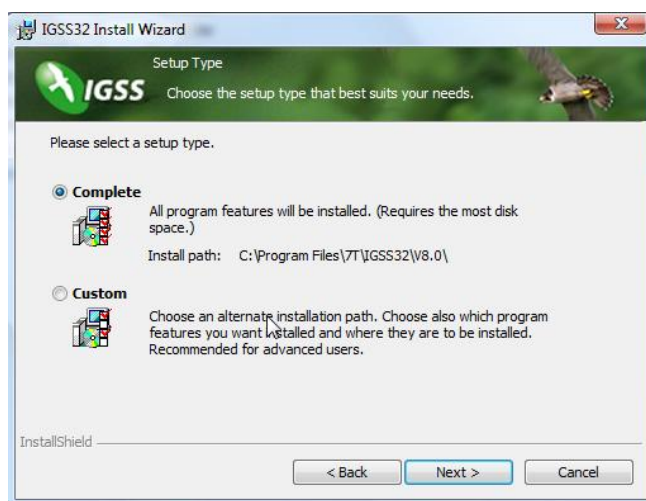 IGSS32 Install Wizard
IGSS
Setup Type
Choose the setup type that best suits your needs.
Please select a setup type.
Complete
All program features will be installed. (Requires the most disk
space.)
Install path: C:\Program Files\7T\IGSS32\V8.0\
Custom
Choose an alternate installation path. Choose also which program
features you want installed and where they are to be installed.
Recommended for advanced users.
InstallShield
< Back Next > Cancel